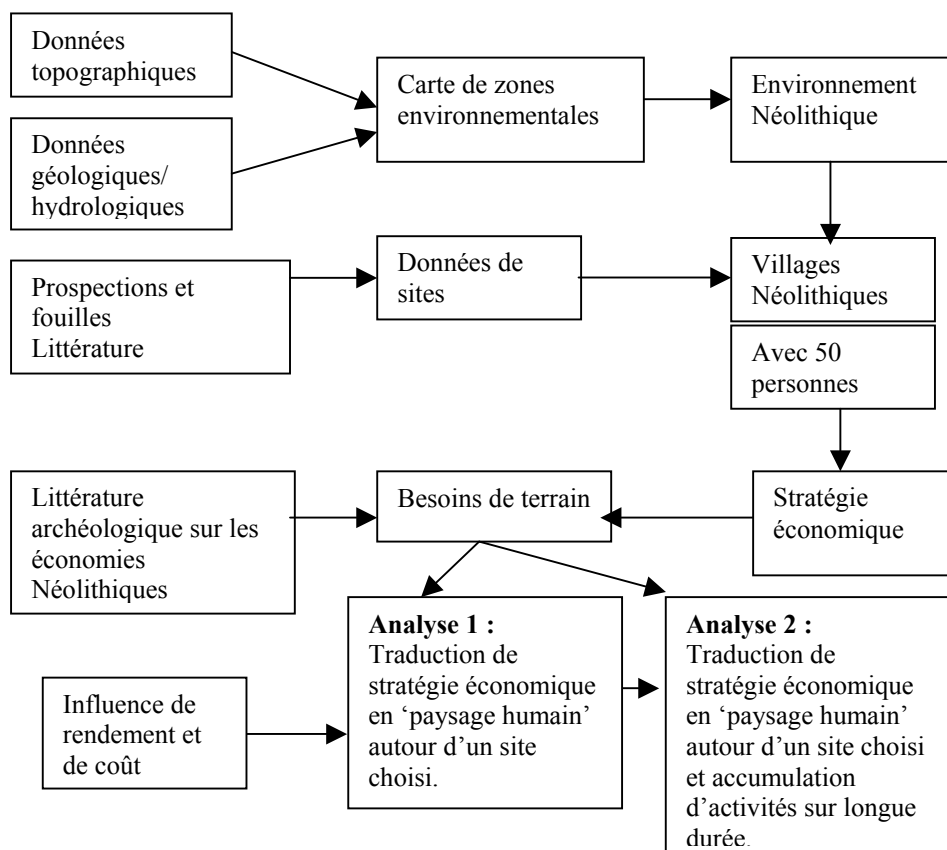 Données
topographiques
Carte de zones
environnementales
Environnement
Néolithique
Données
géologiques/
hydrologiques
Prospections et
fouilles
Littérature
Données de
sites
Villages
Néolithiques
Avec 50
personnes
Littérature
archéologique sur les
économies
Néolithiques
Besoins de terrain
Stratégie
économique
Influence de
rendement et
de coût
Analyse 1 :
Traduction de
stratégie économique
en ‘paysage humain’
autour d’un site
choisi.
Analyse 2 :
Traduction de
stratégie économique
en ‘paysage humain’
autour d’un site choisi
et accumulation
d’activités sur longue
durée.